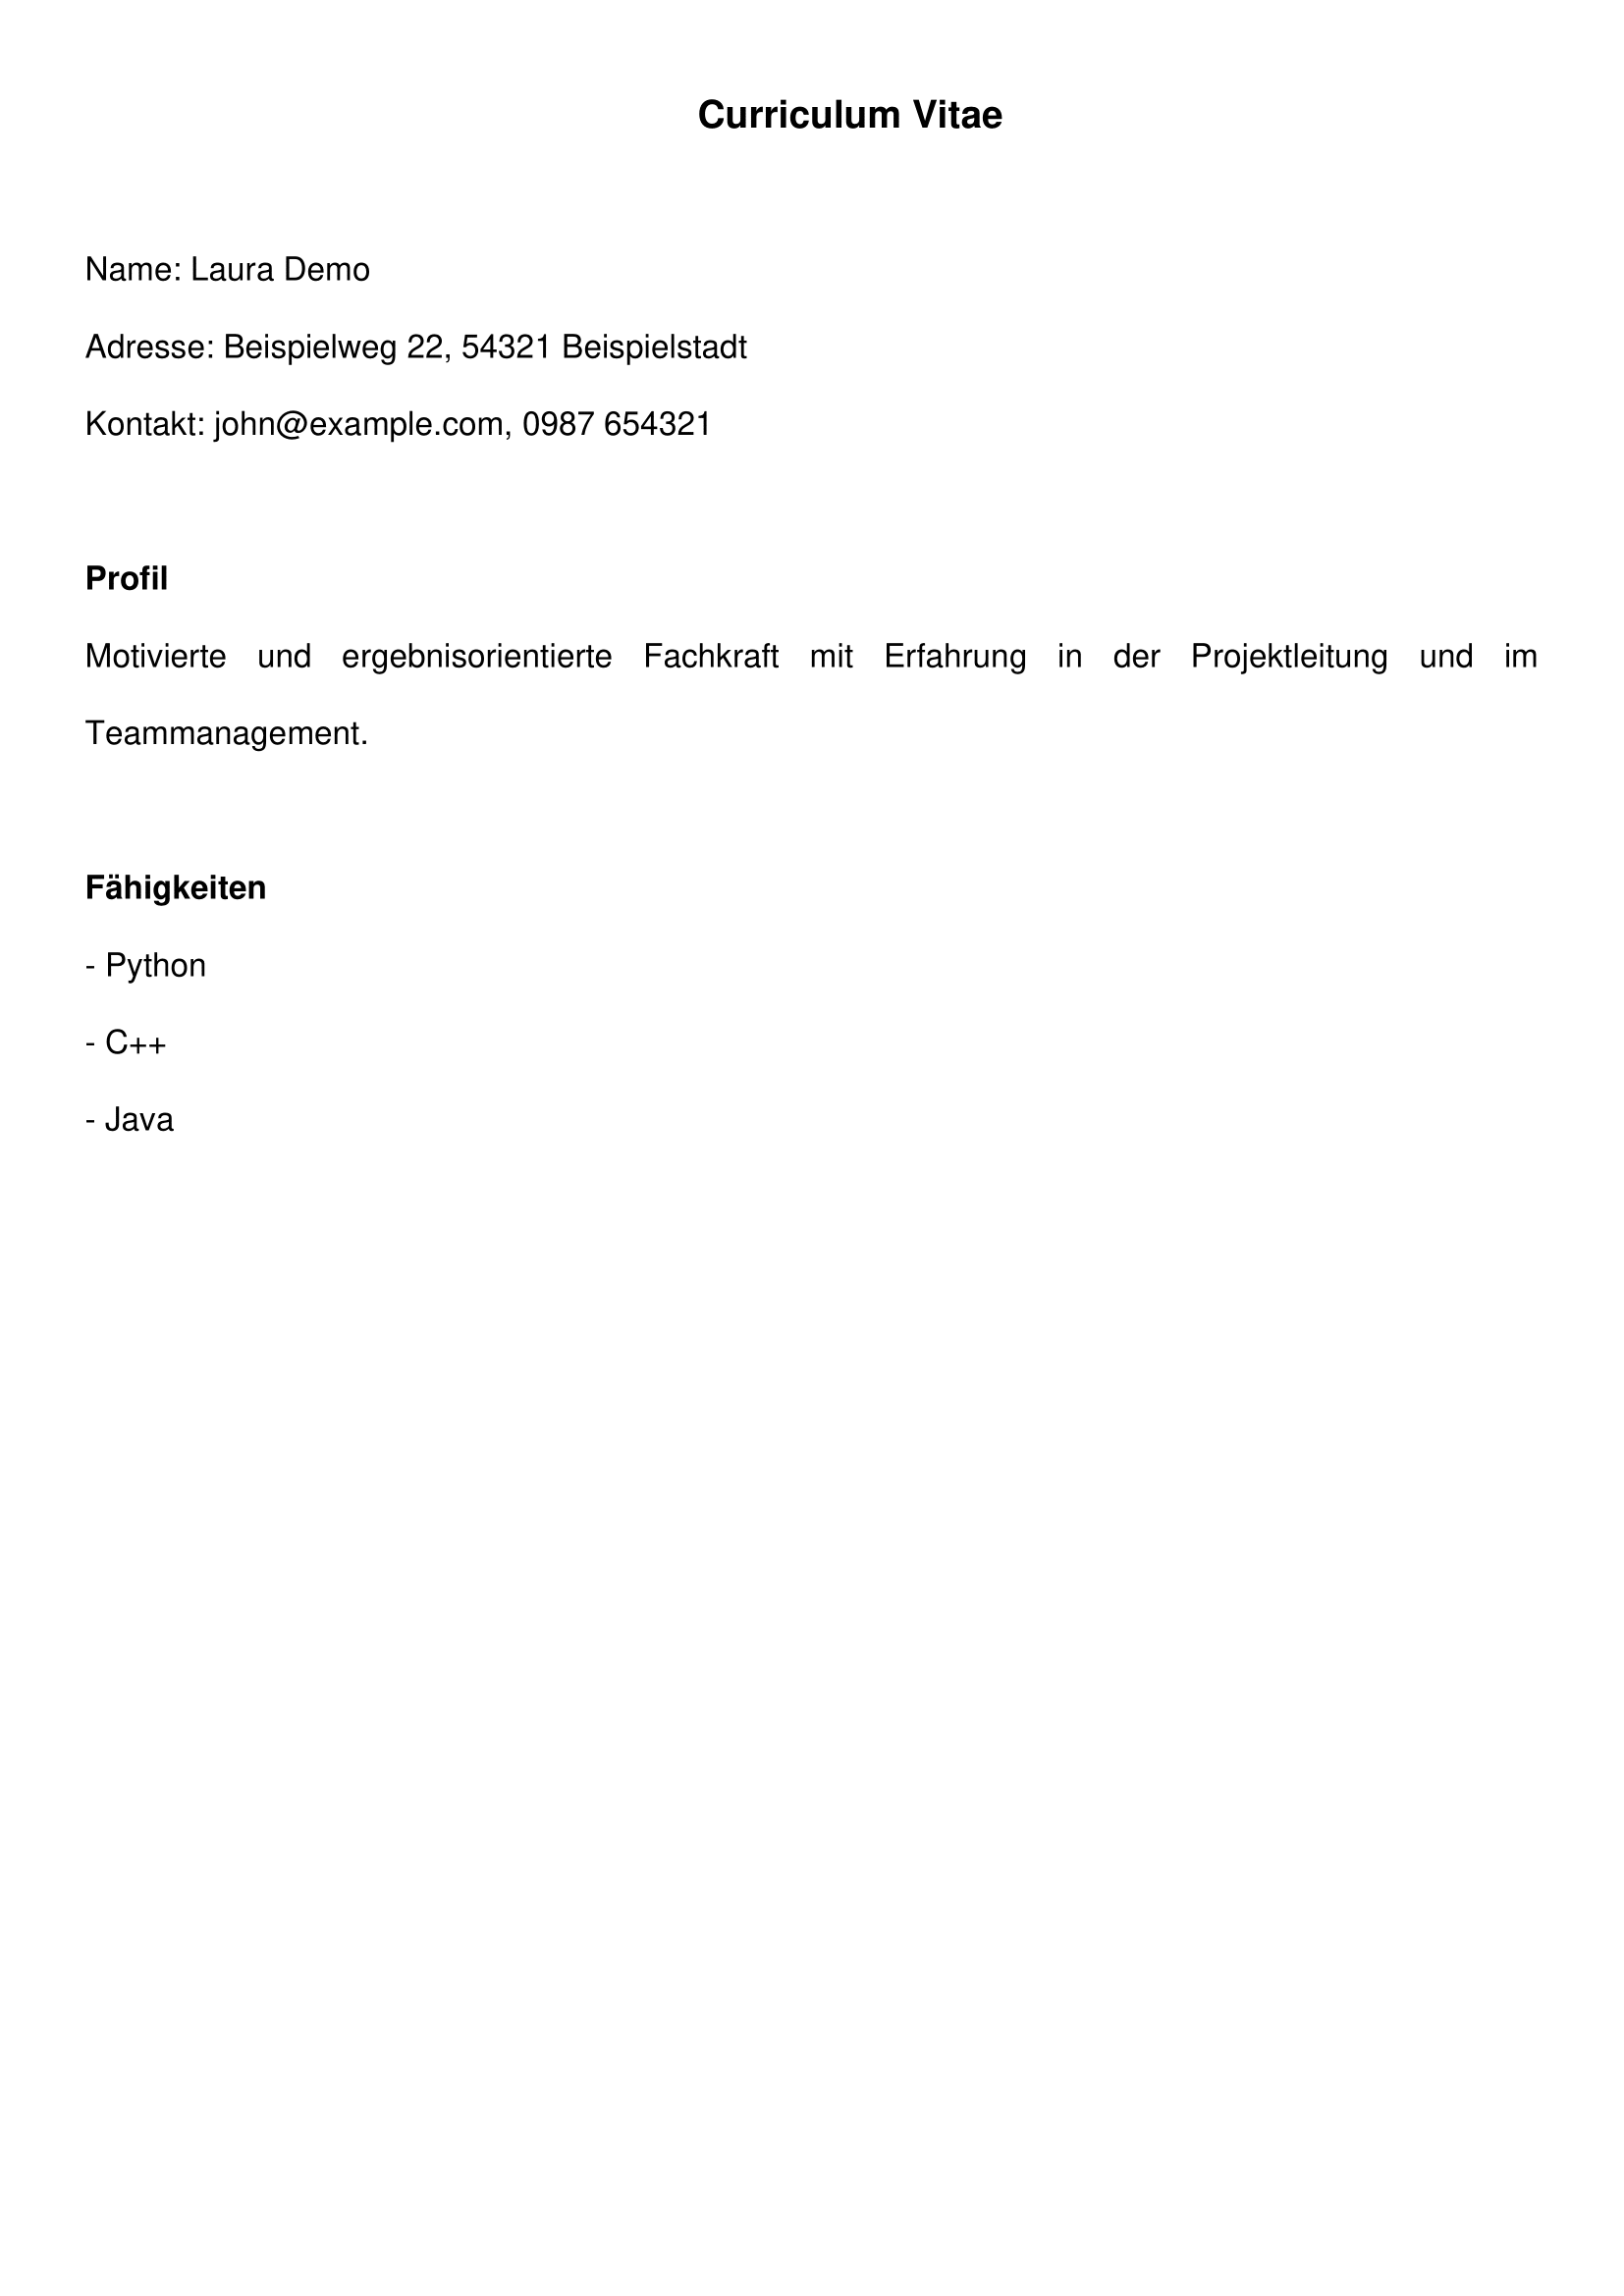 Curriculum Vitae
Name: Laura Demo
Adresse: Beispielweg 22, 54321 Beispielstadt
Kontakt: john@example.com, 0987 654321
Profil
Motivierte und ergebnisorientierte Fachkraft mit Erfahrung in der Projektleitung und im
Teammanagement.
Fähigkeiten
- Python
- C++
- Java